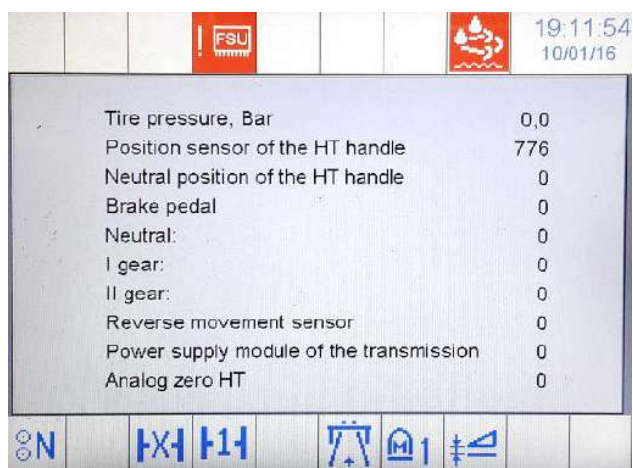 ! FSU
19:11:54
10/01/16
Tire pressure, Bar 0,0
Position sensor of the HT handle 776
Neutral position of the HT handle 0
Brake pedal 0
Neutral: 0
I gear: 0
II gear: 0
Reverse movement sensor 0
Power supply module of the transmission 0
Analog zero HT 0
N X 1 M 1